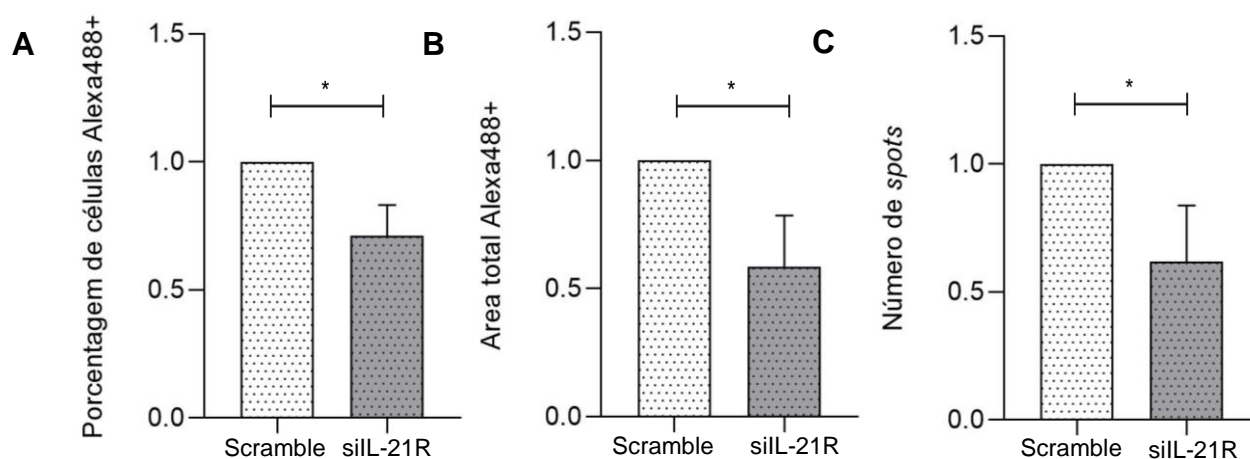 A
Porcentagem de células Alexa488+
1.5
1.0
0.5
0.0
*
Scramble
siIL-21R
B
Area total Alexa488+
1.5
1.0
0.5
0.0
*
Scramble
siIL-21R
C
Número de spots
1.5
1.0
0.5
0.0
*
Scramble
siIL-21R